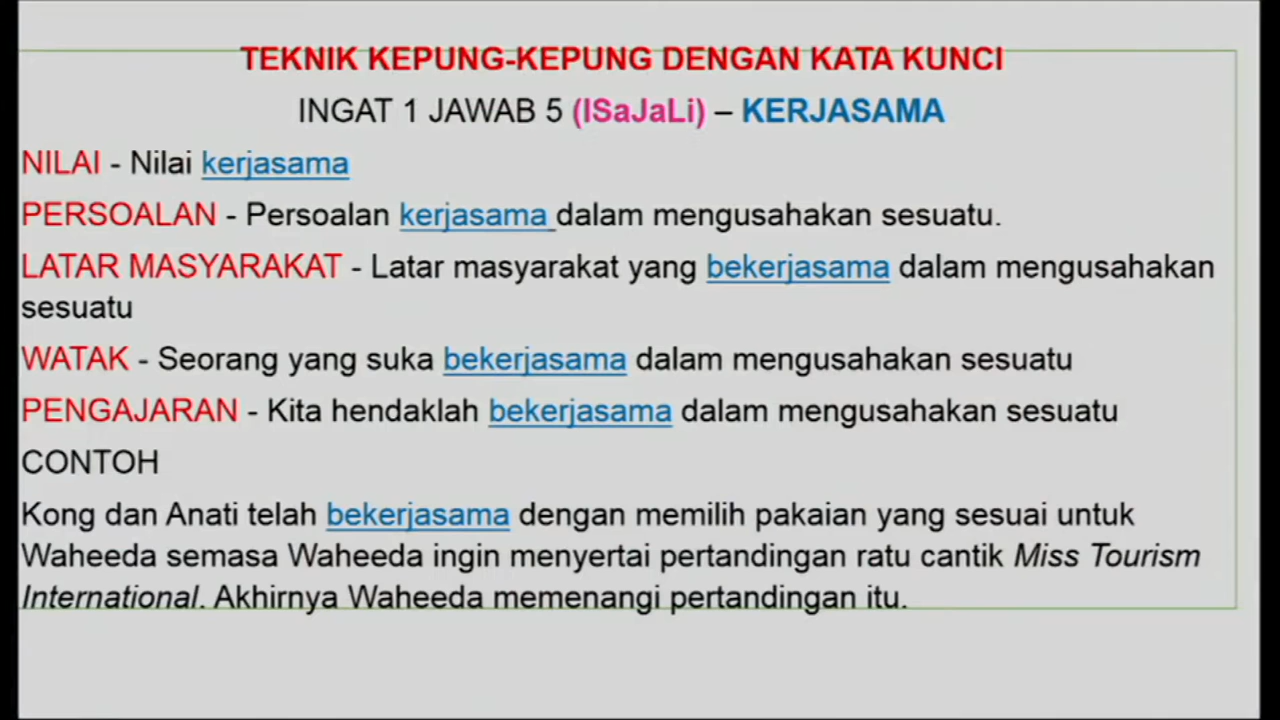 TEKNIK KEPUNG-KEPUNG DENGAN KATA KUNCI
INGAT 1 JAWAB 5 (ISaJaLi) – KERJASAMA
NILAI - Nilai kerjasama
PERSOALAN - Persoalan kerjasama dalam mengusahakan sesuatu.
LATAR MASYARAKAT - Latar masyarakat yang bekerjasama dalam mengusahakan
sesuatu
WATAK - Seorang yang suka bekerjasama dalam mengusahakan sesuatu
PENGAJARAN - Kita hendaklah bekerjasama dalam mengusahakan sesuatu
CONTOH
Kong dan Anati telah bekerjasama dengan memilih pakaian yang sesuai untuk
Waheeda semasa Waheeda ingin menyertai pertandingan ratu cantik Miss Tourism
International. Akhirnya Waheeda memenangi pertandingan itu.